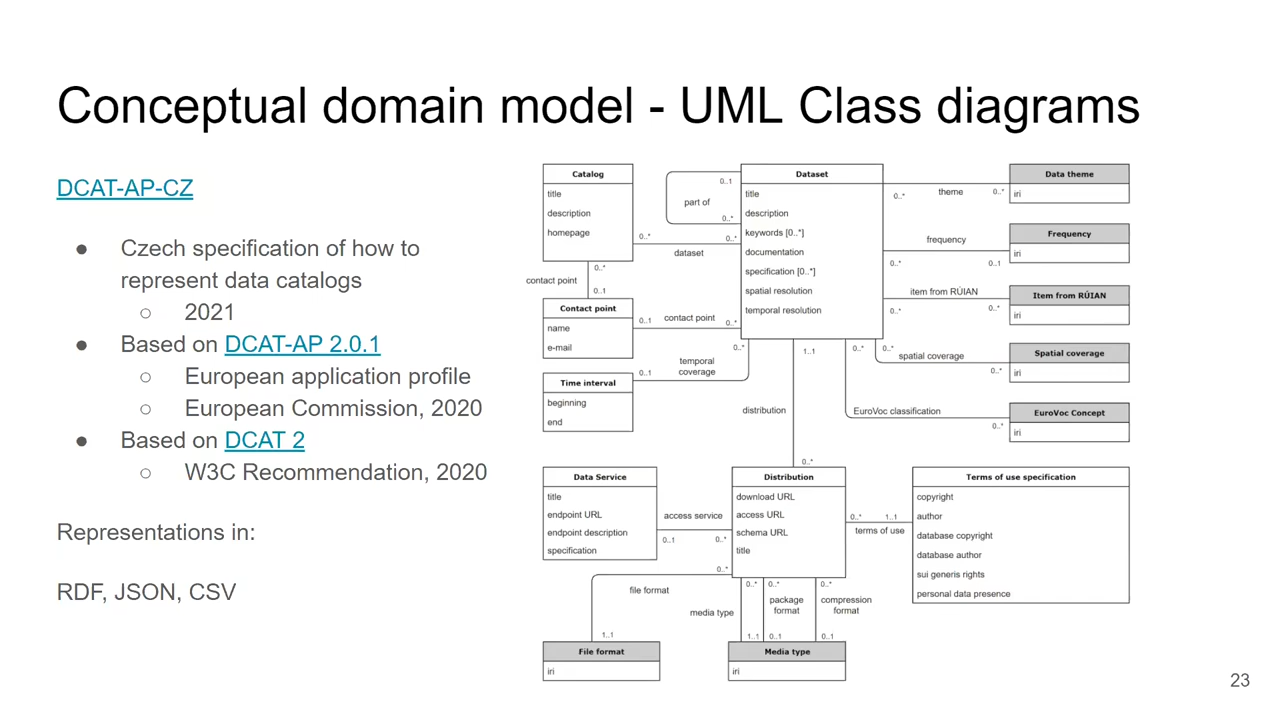 Conceptual domain model - UML Class diagrams
DCAT-AP-CZ
● Czech specification of how to
represent data catalogs
○ 2021
● Based on DCAT-AP 2.0.1
○ European application profile
○ European Commission, 2020
● Based on DCAT 2
○ W3C Recommendation, 2020
Representations in:
RDF, JSON, CSV
Catalog
title
description
homepage
0..1
part of
0..*
0..*
0..*
dataset
Dataset
title
description
keywords [0..*]
documentation
specification [0..*]
spatial resolution
temporal resolution
0..*
theme
0..*
Data theme
iri
frequency
0..*
0..1
Frequency
iri
item from RÚIAN
0..*
0..*
Item from RÚIAN
iri
0..*
spatial coverage
0..*
Spatial coverage
iri
0..*
EuroVoc classification
0..*
EuroVoc Concept
iri
0..*
contact point
0..1
Contact point
name
e-mail
0..1
contact point
0..*
0..*
temporal
coverage
0..1
Time interval
beginning
end
1..1
distribution
0..*
Data Service
title
endpoint URL
endpoint description
specification
access service
0..1
0..*
Distribution
download URL
access URL
schema URL
title
0..*
1..1
terms of use
Terms of use specification
copyright
author
database copyright
database author
sui generis rights
personal data presence
0..*
file format
1..1
File format
iri
0..*
media type
1..1
0..*
package
format
0..1
0..*
compression
format
0..1
Media type
iri
23